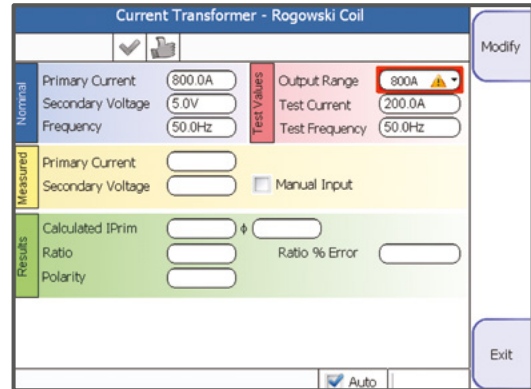 Current Transformer - Rogowski Coil
Modify
Nominal
Primary Current 800.0A
Secondary Voltage 5.0V
Frequency 50.0Hz
Test Values
Output Range 800A
Test Current 200.0A
Test Frequency 50.0Hz
Measured
Primary Current
Secondary Voltage
Manual Input
Results
Calculated IPrim ϕ
Ratio
Ratio % Error
Polarity
Auto
Exit